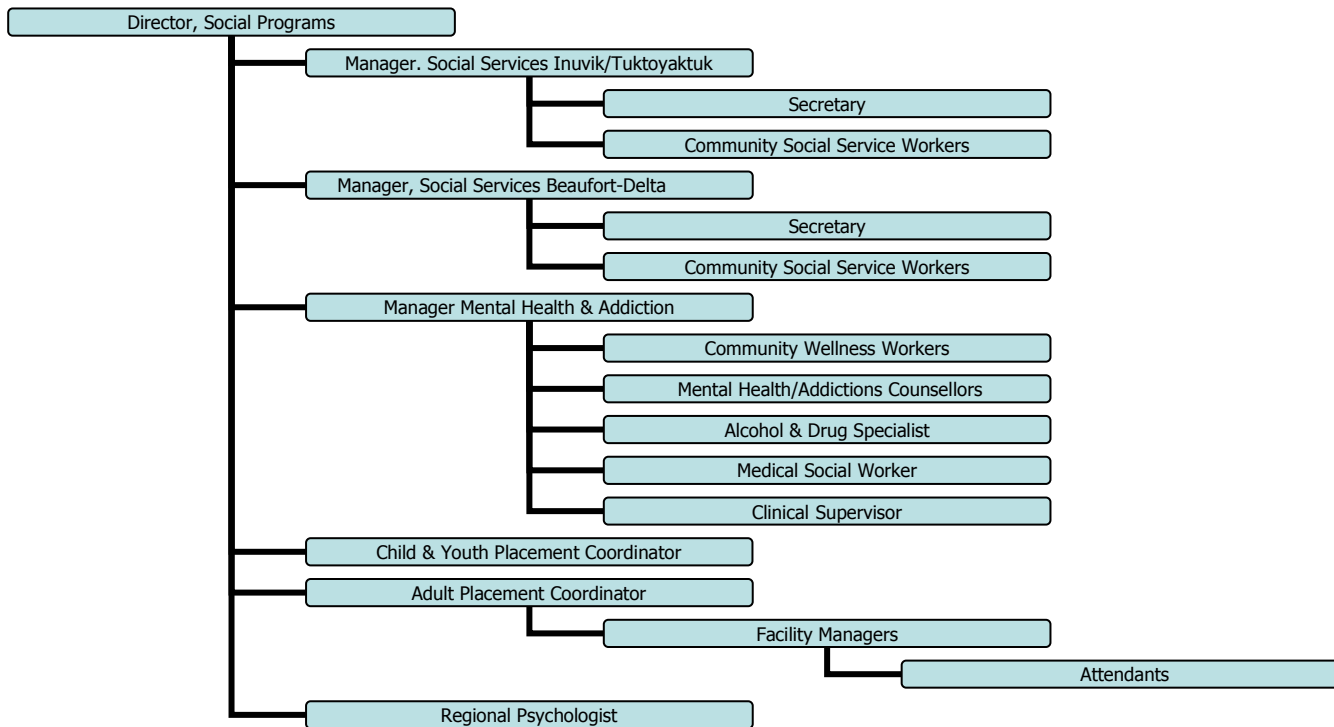 Director, Social Programs
Manager. Social Services Inuvik/Tuktoyaktuk
Secretary
Community Social Service Workers
Manager, Social Services Beaufort-Delta
Secretary
Community Social Service Workers
Manager Mental Health & Addiction
Community Wellness Workers
Mental Health/Addictions Counsellors
Alcohol & Drug Specialist
Medical Social Worker
Clinical Supervisor
Child & Youth Placement Coordinator
Adult Placement Coordinator
Facility Managers
Attendants
Regional Psychologist